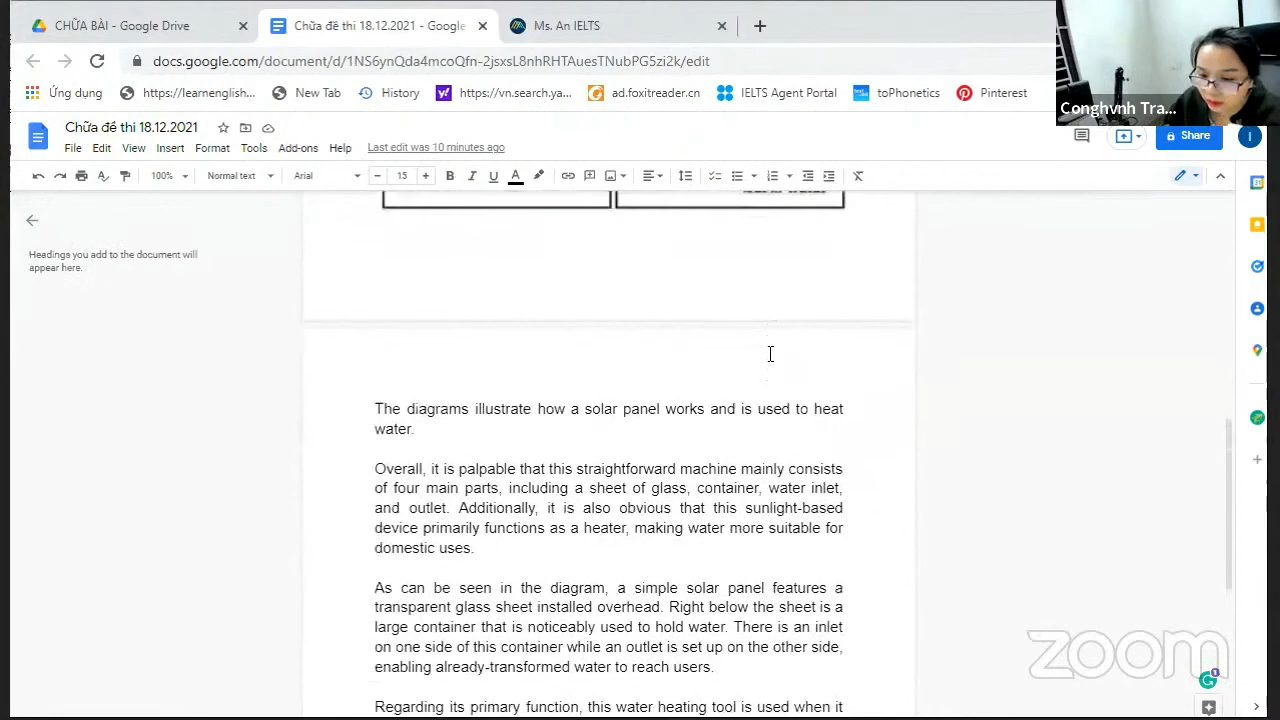 CHỮA BÀI - Google Drive
Chữa đề thi 18.12.2021 - Google
Ms. An IELTS
docs.google.com/document/d/1NS6ynQda4mcoQfn-2jsxsL8nhRHTAuesTNubPG5zi2k/edit
Ứng dụng
https://learnenglish...
New Tab
History
https://vn.search.ya...
ad.foxitreader.cn
IELTS Agent Portal
toPhonetics
Pinterest
Conghvnh Tra...
Chữa đề thi 18.12.2021
File Edit View Insert Format Tools Add-ons Help Last edit was 10 minutes ago
Share
I
100% Normal text Arial 15
Headings you add to the document will
appear here.
The diagrams illustrate how a solar panel works and is used to heat
water.
Overall, it is palpable that this straightforward machine mainly consists
of four main parts, including a sheet of glass, container, water inlet,
and outlet. Additionally, it is also obvious that this sunlight-based
device primarily functions as a heater, making water more suitable for
domestic uses.
As can be seen in the diagram, a simple solar panel features a
transparent glass sheet installed overhead. Right below the sheet is a
large container that is noticeably used to hold water. There is an inlet
on one side of this container while an outlet is set up on the other side,
enabling already-transformed water to reach users.
Regarding its primary function, this water heating tool is used when it
zoom